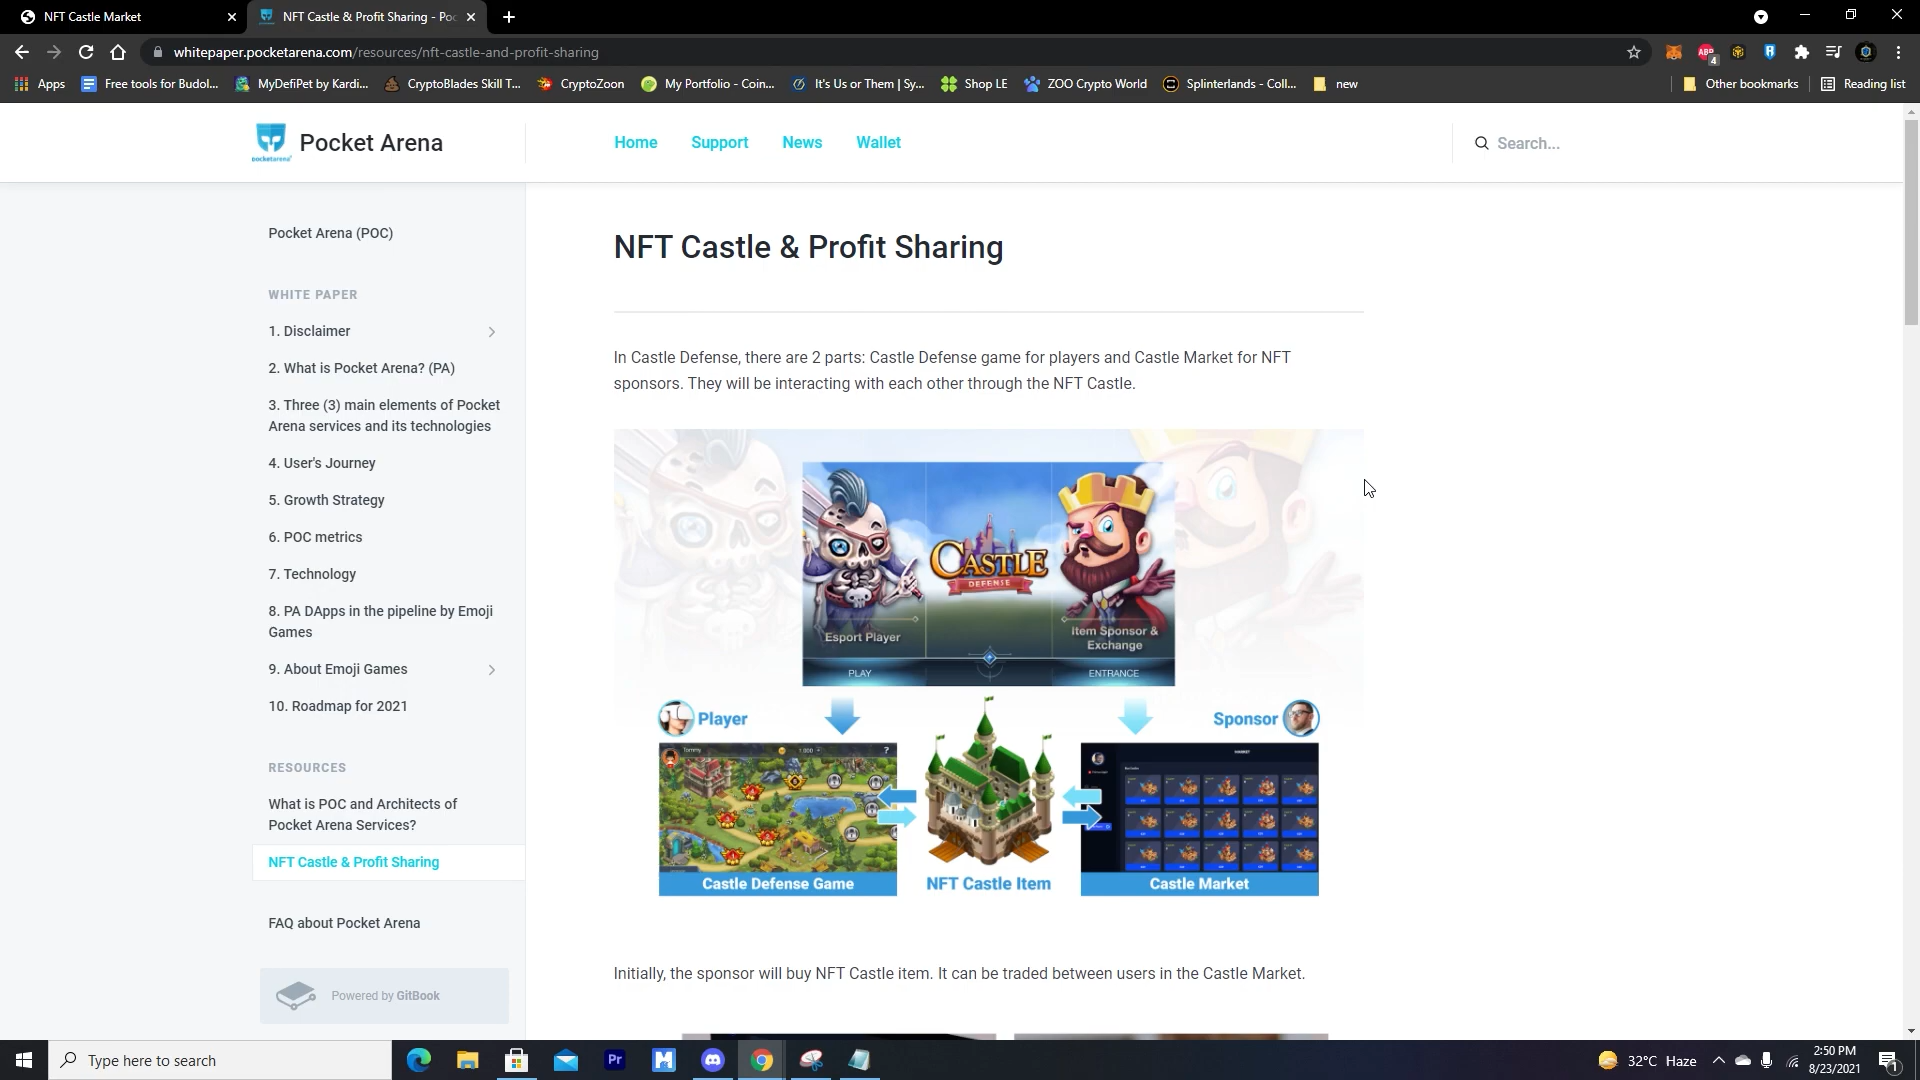 NFT Castle Market
NFT Castle & Profit Sharing - Poc
whitepaper.pocketarena.com/resources/nft-castle-and-profit-sharing
ABP
4
Apps
Free tools for Budol...
MyDefiPet by Kardi...
CryptoBlades Skill T...
CryptoZoon
My Portfolio - Coin...
It's Us or Them | Sy...
Shop LE
ZOO Crypto World
Splinterlands - Coll...
new
Other bookmarks
Reading list
pocketarena
Pocket Arena
Home
Support
News
Wallet
Search...
Pocket Arena (POC)
WHITE PAPER
1. Disclaimer
2. What is Pocket Arena? (PA)
3. Three (3) main elements of Pocket
Arena services and its technologies
4. User's Journey
5. Growth Strategy
6. POC metrics
7. Technology
8. PA DApps in the pipeline by Emoji
Games
9. About Emoji Games
10. Roadmap for 2021
RESOURCES
What is POC and Architects of
Pocket Arena Services?
NFT Castle & Profit Sharing
FAQ about Pocket Arena
Powered by GitBook
NFT Castle & Profit Sharing
In Castle Defense, there are 2 parts: Castle Defense game for players and Castle Market for NFT
sponsors. They will be interacting with each other through the NFT Castle.
CASTLE
DEFENSE
Esport Player
item Sponsor &
Exchange
PLAY
ENTRANCE
Player
Sponsor
Tommy
1,000
?
MARKET
Castle Defense Game
NFT Castle Item
Castle Market
Initially, the sponsor will buy NFT Castle item. It can be traded between users in the Castle Market.
Type here to search
Pr
32°C Haze
2:50 PM
8/23/2021
1